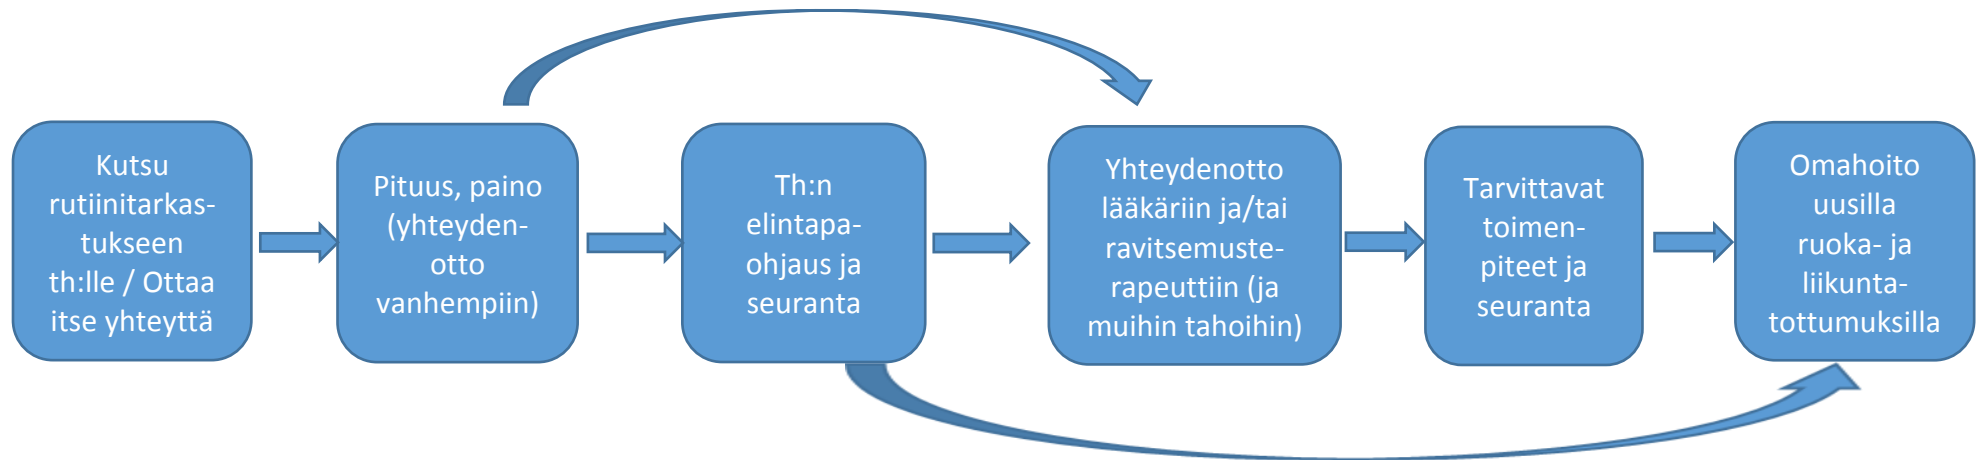 Kutsu
rutiinitarkas-
tukseen
th:lle / Ottaa
itse yhteyttä
Pituus, paino
(yhteyden-
otto
vanhempiin)
Th:n
elintapa-
ohjaus ja
seuranta
Yhteydenotto
lääkäriin ja/tai
ravitsemuste-
rapeuttiin (ja
muihin tahoihin)
Tarvittavat
toimen-
piteet ja
seuranta
Omahoito
uusilla
ruoka- ja
liikunta-
tottumuksilla